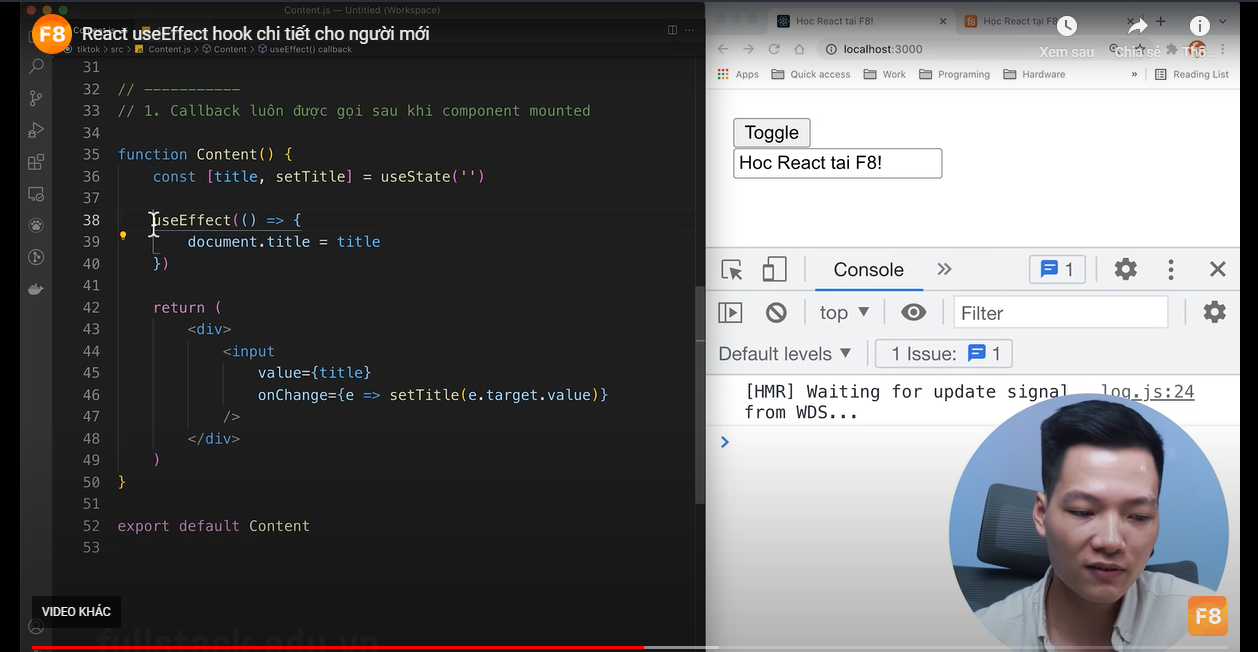 Content.js — Untitled (Workspace)
F8 React useEffect hook chi tiết cho người mới
tiktok > src > Content.js > Content > useEffect() callback
31
32 // -----------
33 // 1. Callback luôn được gọi sau khi component mounted
34
35 function Content() {
36 const [title, setTitle] = useState('')
37
38 useEffect(() => {
39 document.title = title
40 })
41
42 return (
43 <div>
44 <input
45 value={title}
46 onChange={e => setTitle(e.target.value)}
47 />
48 </div>
49 )
50 }
51
52 export default Content
53
VIDEO KHÁC
fullstack.edu.vn
Học React tại F8!
Học React tại F8
Xem sau
Chia sẻ
localhost:3000
Apps Quick access Work Programing Hardware » Reading List
Toggle
Hoc React tai F8!
Console
1
top
Filter
Default levels
1 Issue: 1
[HMR] Waiting for update signal log.js:24
from WDS...
F8